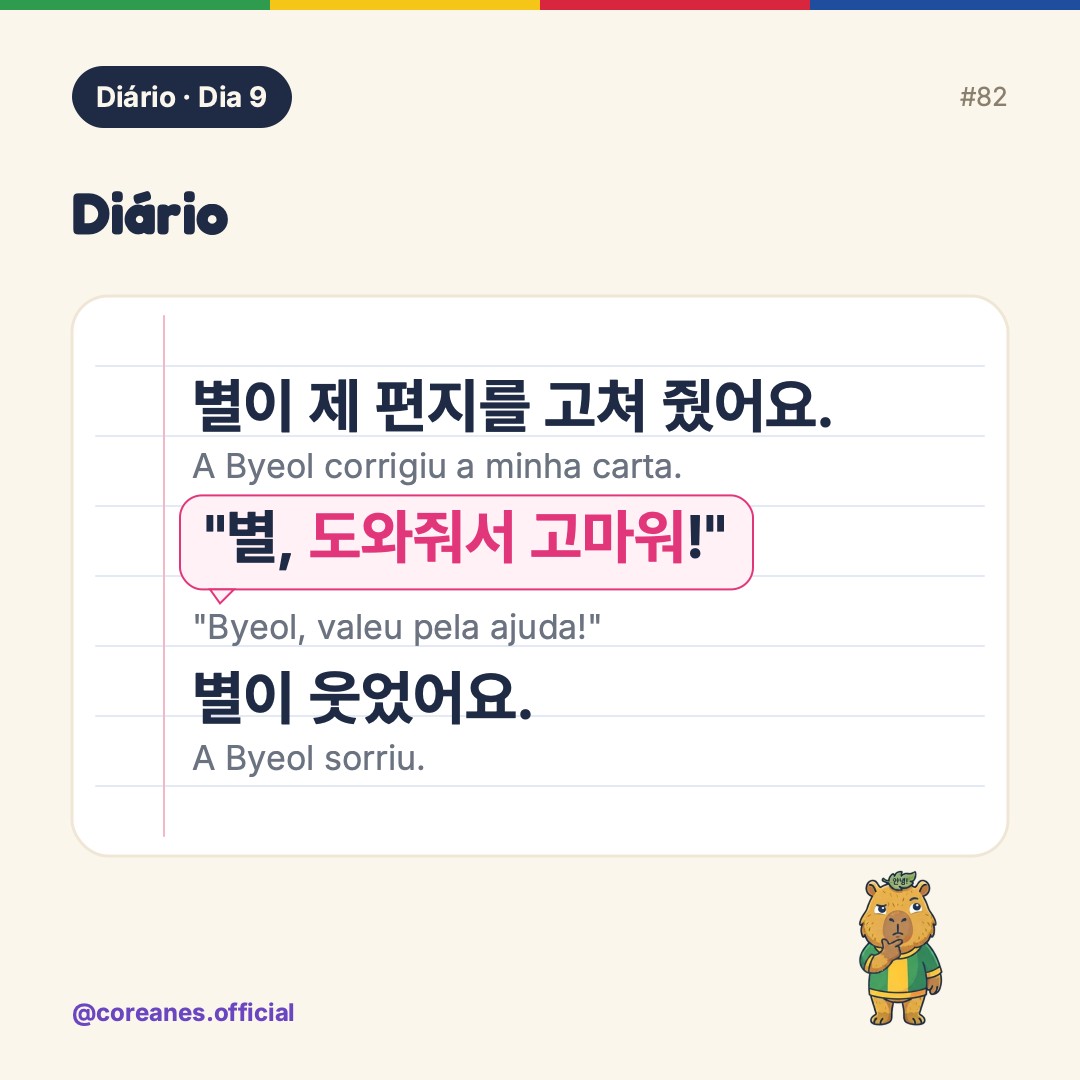 Diário · Dia 9
#82
Diário
별이 제 편지를 고쳐 줬어요.
A Byeol corrigiu a minha carta.
"별, 도와줘서 고마워!"
"Byeol, valeu pela ajuda!"
별이 웃었어요.
A Byeol sorriu.
안녕!
@coreanes.official